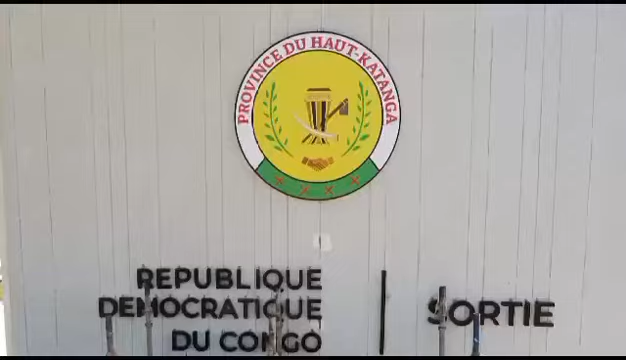 PROVINCE DU HAUT-KATANGA
REPUBLIQUE
DEMOCRATIQUE
DU CONGO
SORTIE